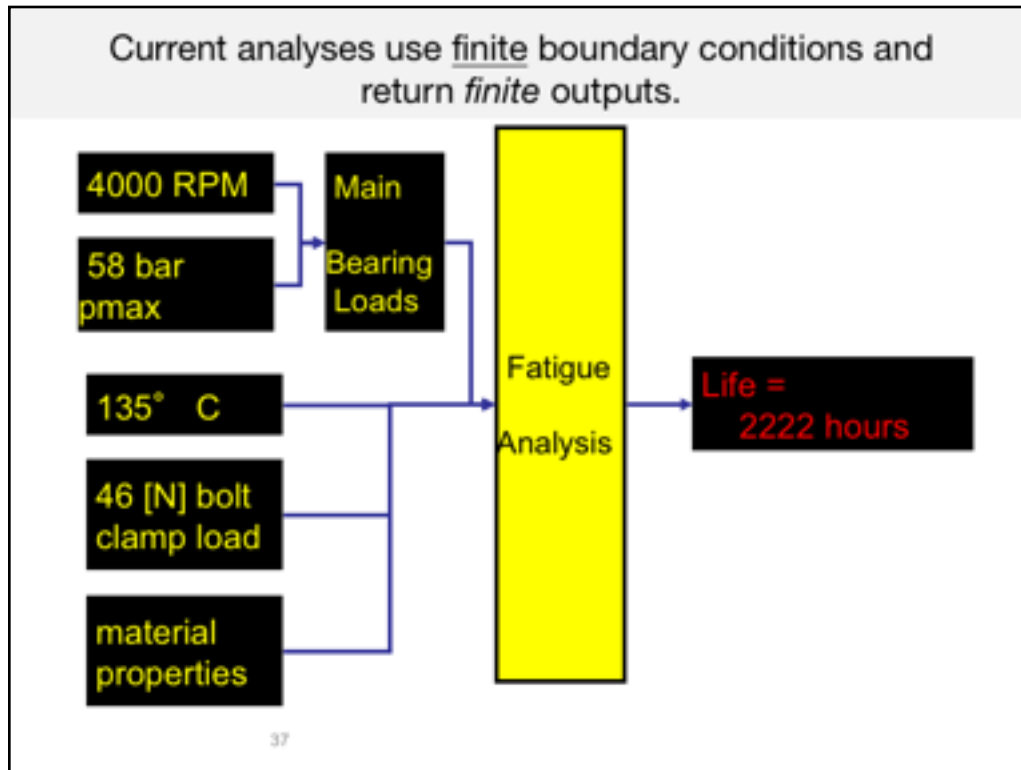 Current analyses use finite boundary conditions and
return finite outputs.
4000 RPM
58 bar
pmax
Main
Bearing
Loads
135° C
46 [N] bolt
clamp load
material
properties
Fatigue
Analysis
Life =
2222 hours
37